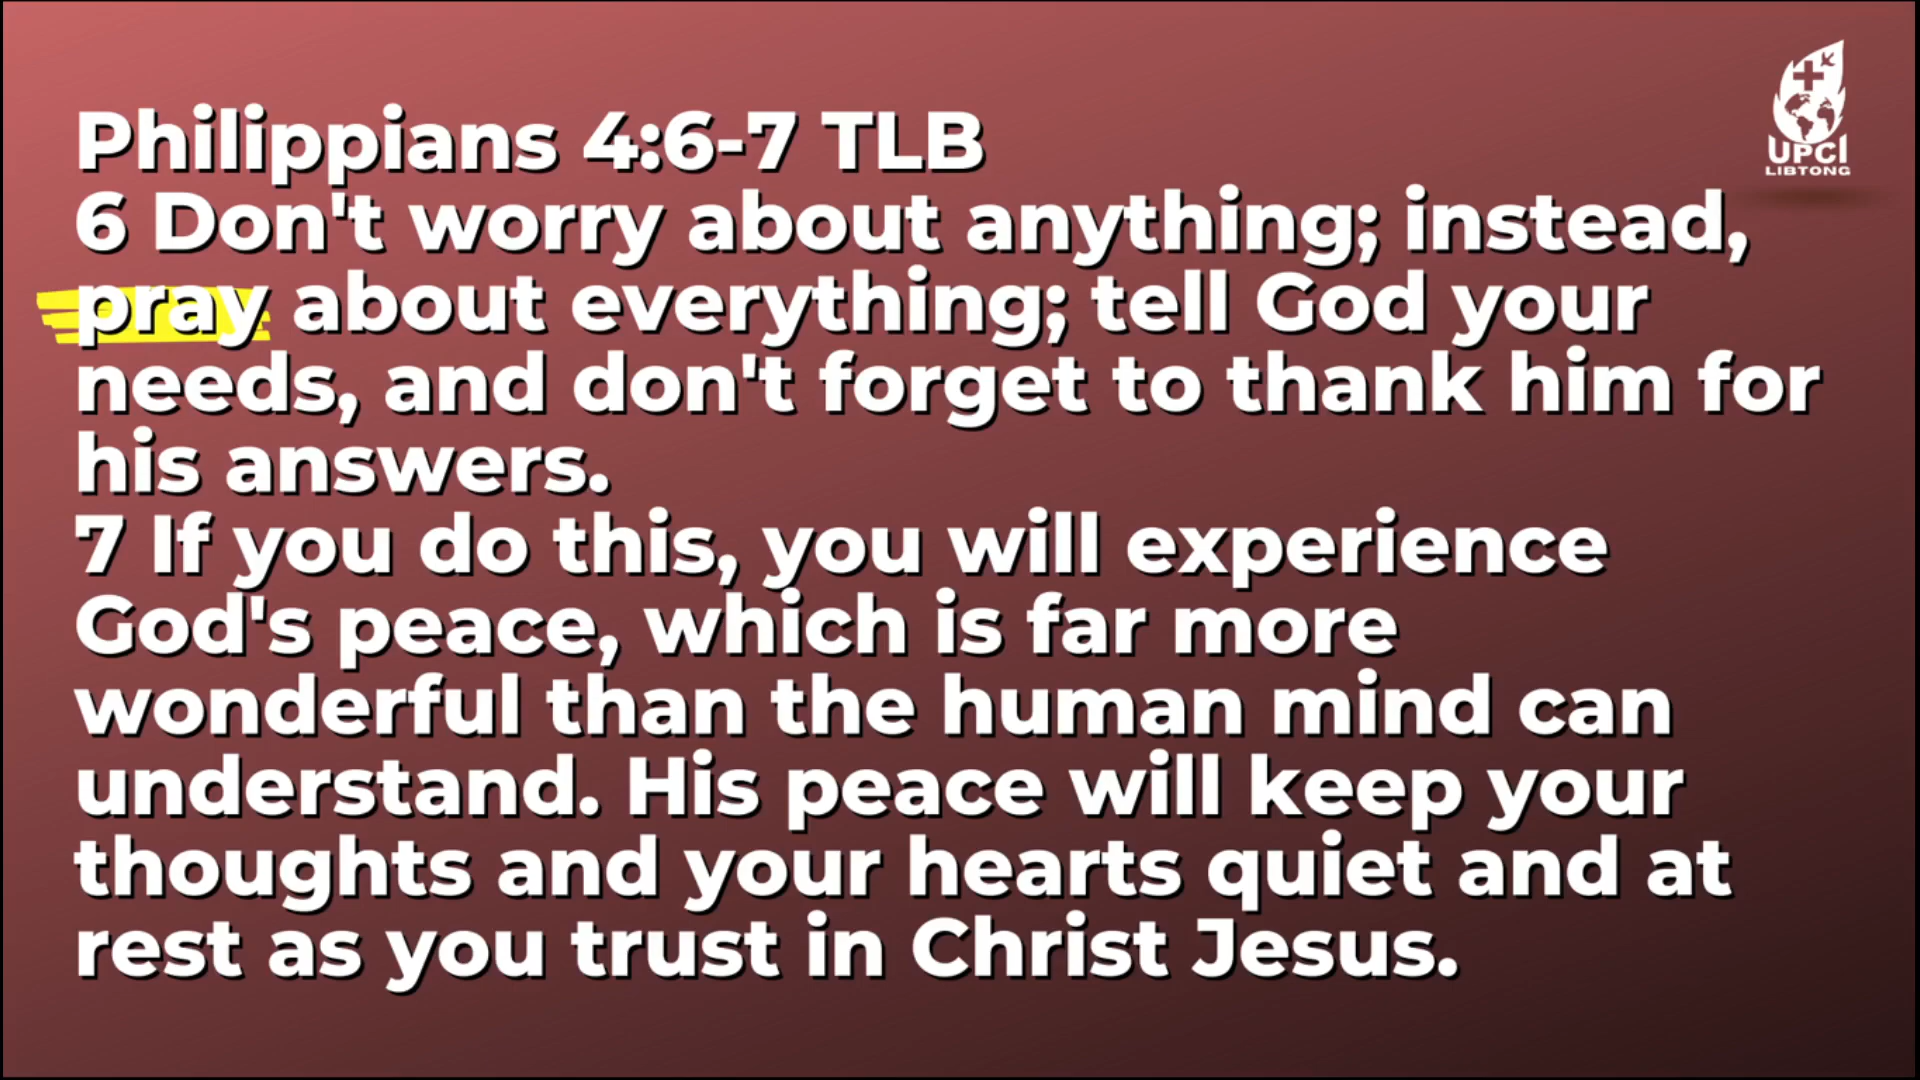 Philippians 4:6-7 TLB
6 Don't worry about anything; instead,
pray about everything; tell God your
needs, and don't forget to thank him for
his answers.
7 If you do this, you will experience
God's peace, which is far more
wonderful than the human mind can
understand. His peace will keep your
thoughts and your hearts quiet and at
rest as you trust in Christ Jesus.
UPCI
LIBTONG